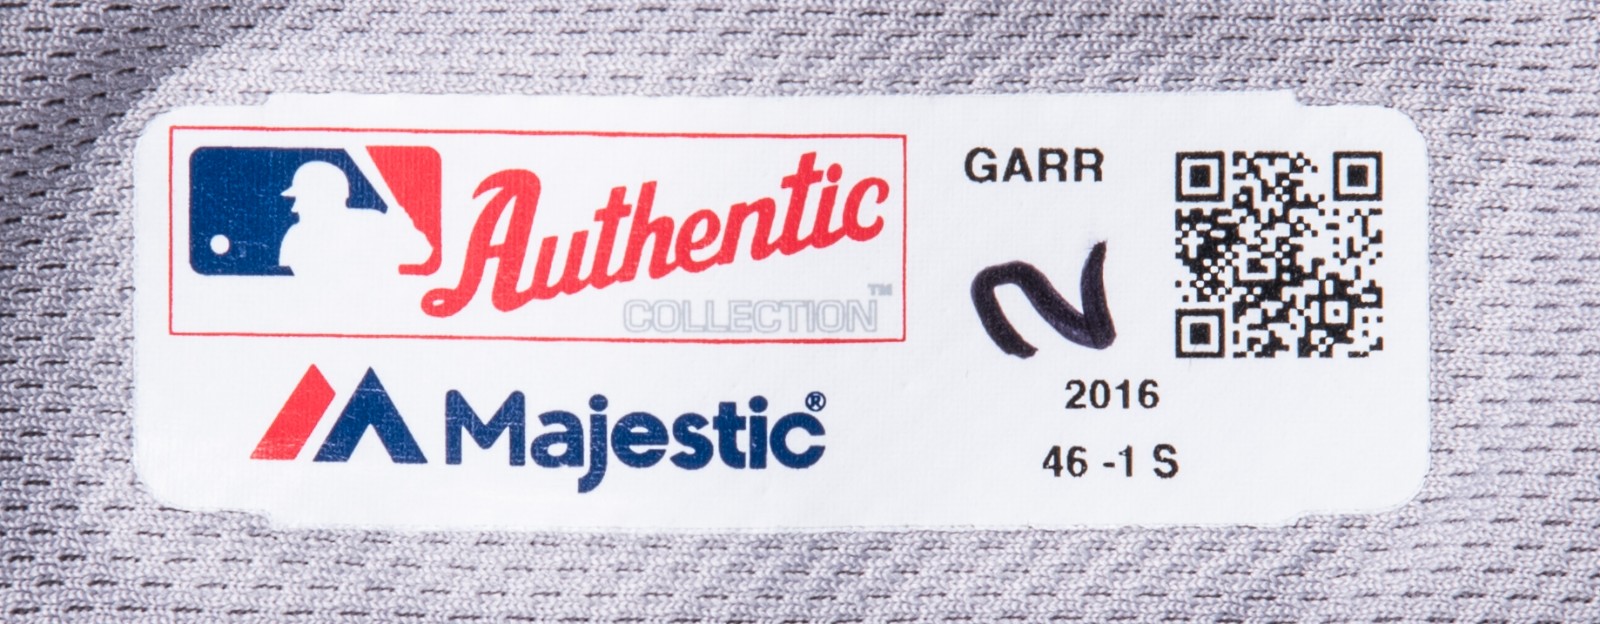 Authentic
COLLECTION™
Majestic®
GARR
2
2016
46 -1 S